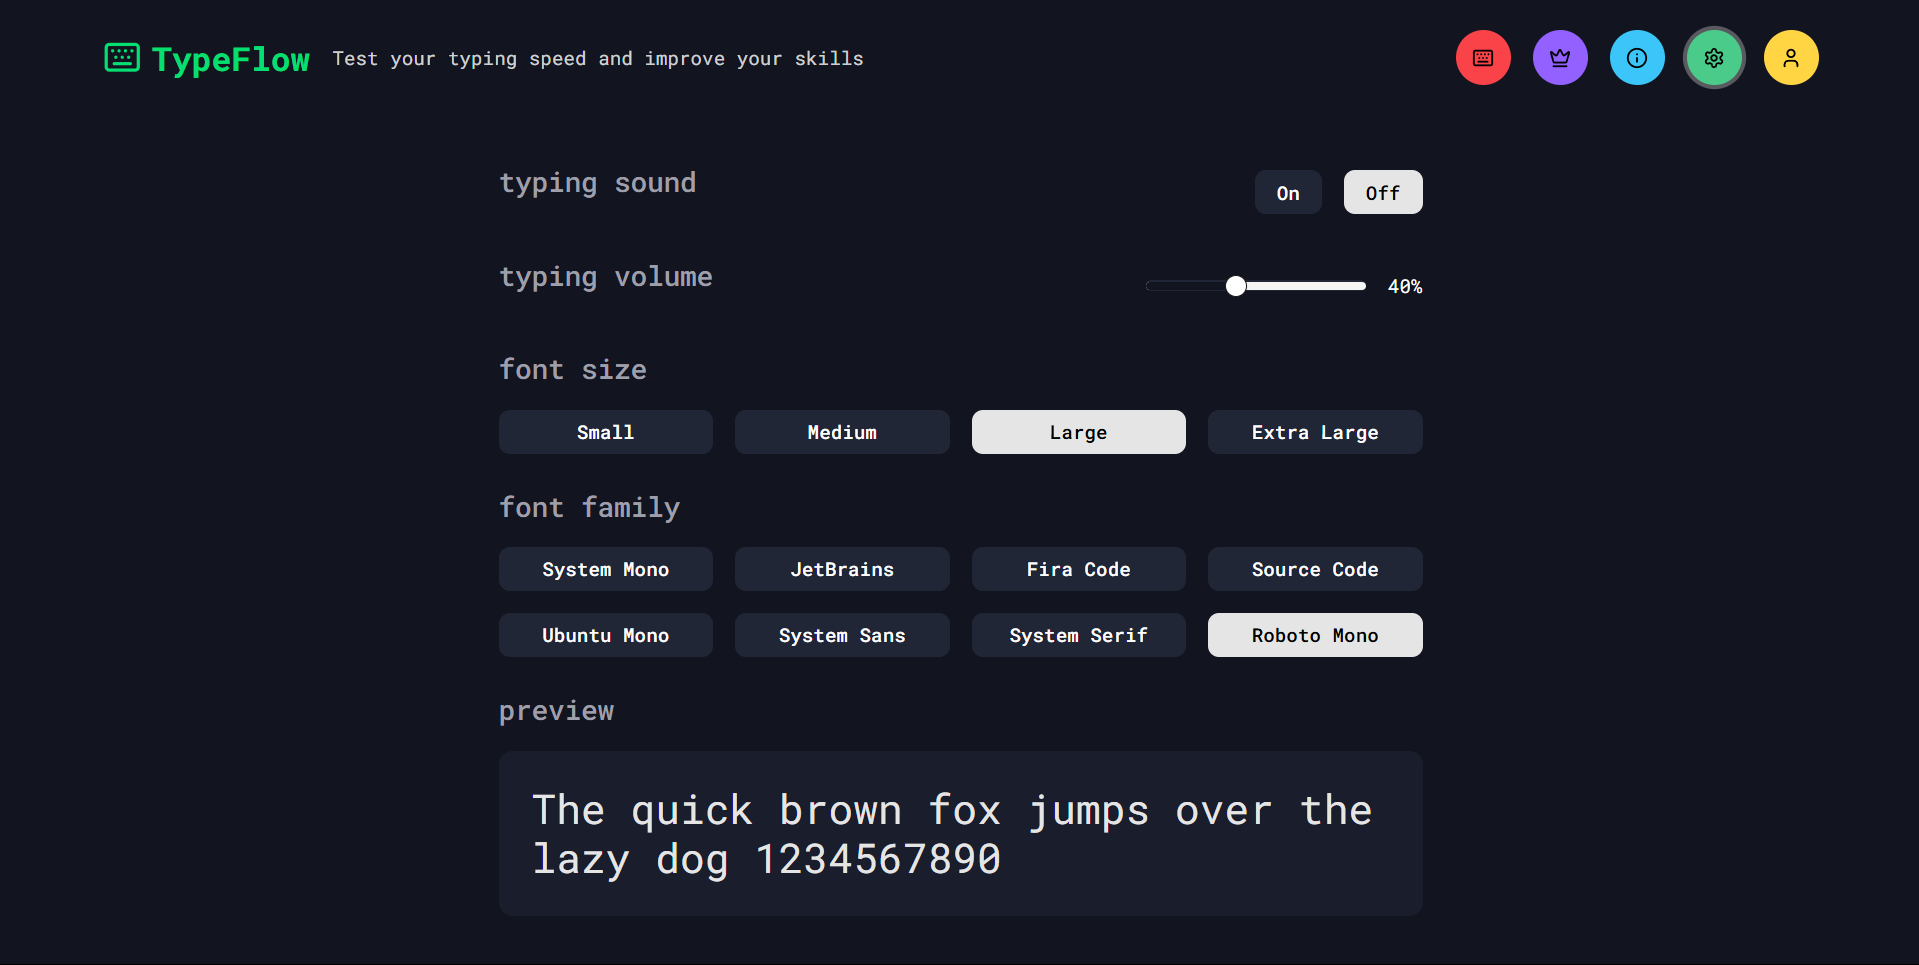 TypeFlow Test your typing speed and improve your skills
typing sound On Off
typing volume 40%
font size
Small Medium Large Extra Large
font family
System Mono JetBrains Fira Code Source Code
Ubuntu Mono System Sans System Serif Roboto Mono
preview
The quick brown fox jumps over the
lazy dog 1234567890